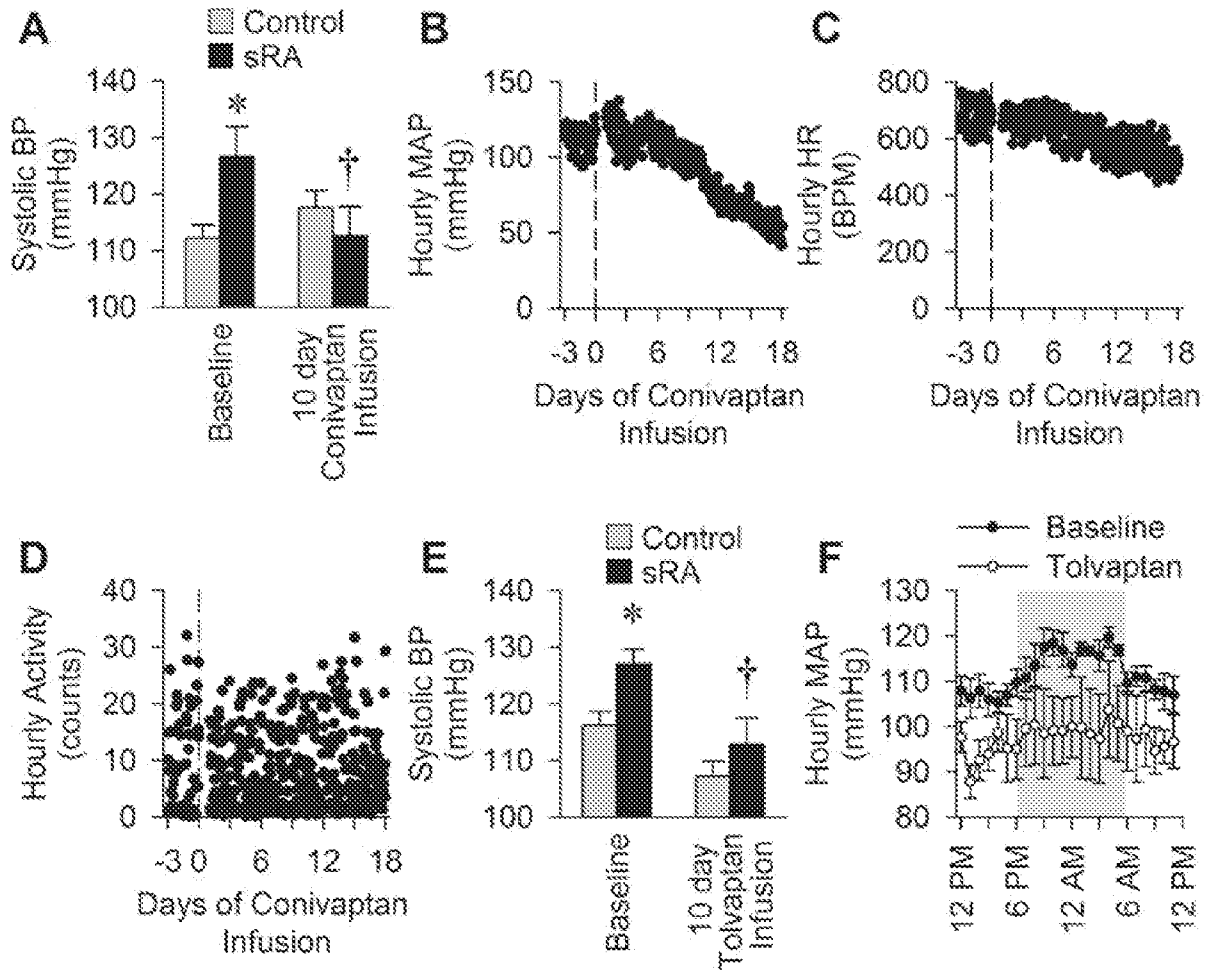 A
Control
sRA
Systolic BP
(mmHg)
140
130
120
110
100
*
†
Baseline
10 day
Conivaptan
Infusion
B
Hourly MAP
(mmHg)
150
100
50
0
-3 0 6 12 18
Days of Conivaptan
Infusion
C
Hourly HR
(BPM)
800
600
400
200
0
-3 0 6 12 18
Days of Conivaptan
Infusion
D
Hourly Activity
(counts)
40
30
20
10
0
-3 0 6 12 18
Days of Conivaptan
Infusion
E
Control
sRA
Systolic BP
(mmHg)
140
130
120
110
100
*
†
Baseline
10 day
Tolvaptan
Infusion
F
Baseline
Tolvaptan
Hourly MAP
(mmHg)
130
120
110
100
90
80
12 PM
6 PM
12 AM
6 AM
12 PM